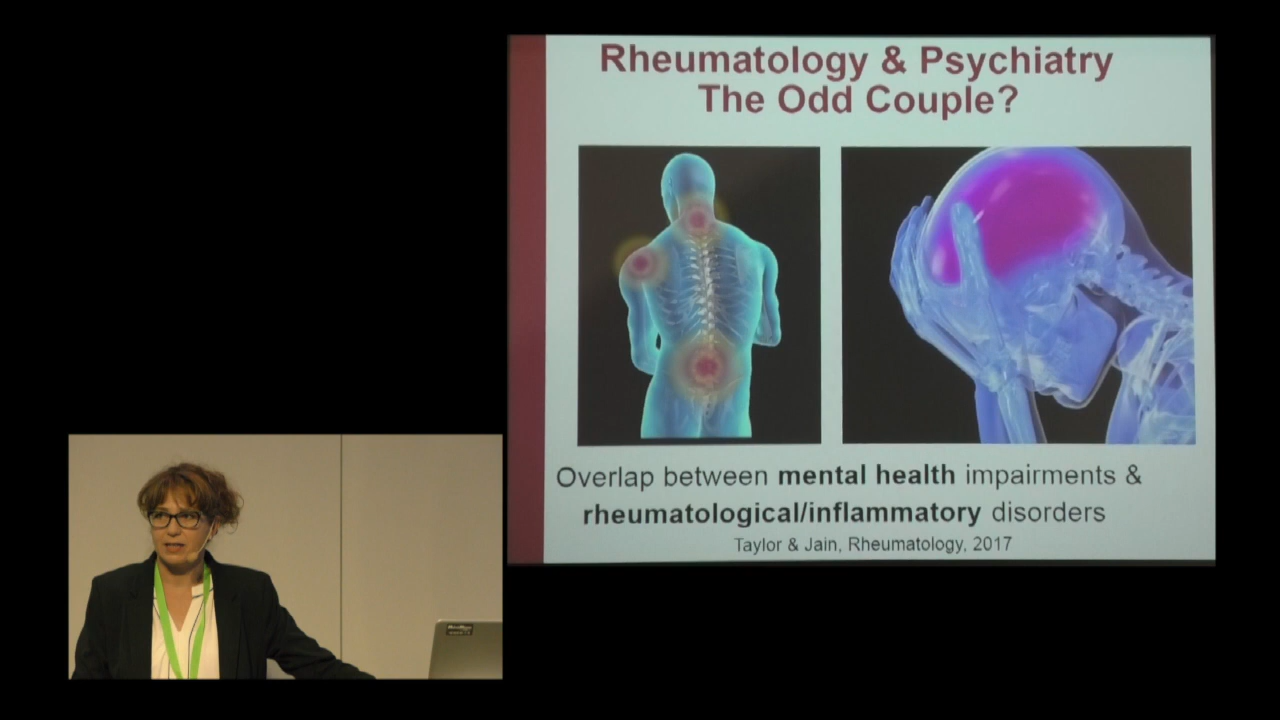 Rheumatology & Psychiatry
The Odd Couple?
Overlap between mental health impairments &
rheumatological/inflammatory disorders
Taylor & Jain, Rheumatology, 2017